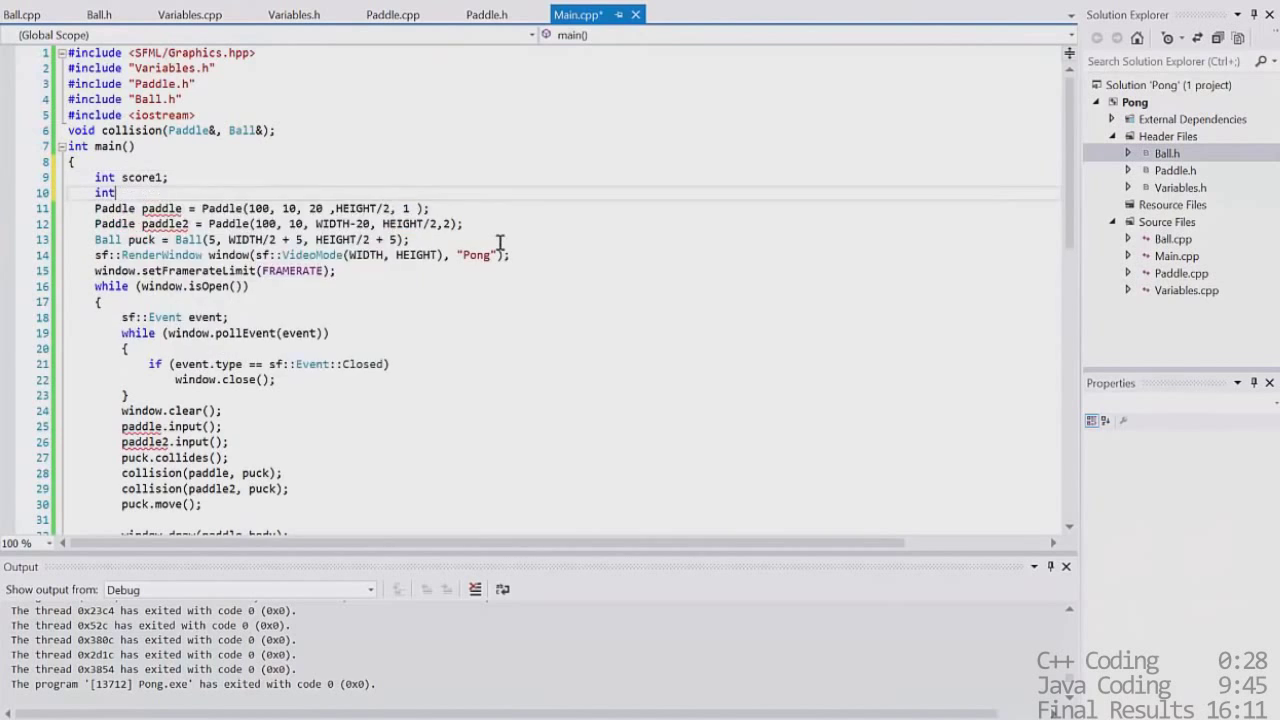 Ball.cpp Ball.h Variables.cpp Variables.h Paddle.cpp Paddle.h Main.cpp*
(Global Scope) main()
1 #include <SFML/Graphics.hpp>
2 #include "Variables.h"
3 #include "Paddle.h"
4 #include "Ball.h"
5 #include <iostream>
6 void collision(Paddle&, Ball&);
7 int main()
8 {
9 int score1;
10 int
11 Paddle paddle = Paddle(100, 10, 20 ,HEIGHT/2, 1 );
12 Paddle paddle2 = Paddle(100, 10, WIDTH-20, HEIGHT/2,2);
13 Ball puck = Ball(5, WIDTH/2 + 5, HEIGHT/2 + 5);
14 sf::RenderWindow window(sf::VideoMode(WIDTH, HEIGHT), "Pong");
15 window.setFramerateLimit(FRAMERATE);
16 while (window.isOpen())
17 {
18 sf::Event event;
19 while (window.pollEvent(event))
20 {
21 if (event.type == sf::Event::Closed)
22 window.close();
23 }
24 window.clear();
25 paddle.input();
26 paddle2.input();
27 puck.collides();
28 collision(paddle, puck);
29 collision(paddle2, puck);
30 puck.move();
31
window.draw(paddle.body);
100 %
Output
Show output from: Debug
The thread 0x23c4 has exited with code 0 (0x0).
The thread 0x52c has exited with code 0 (0x0).
The thread 0x380c has exited with code 0 (0x0).
The thread 0x2d1c has exited with code 0 (0x0).
The thread 0x3854 has exited with code 0 (0x0).
The program '[13712] Pong.exe' has exited with code 0 (0x0).
Solution Explorer
Search Solution Explorer (Ctrl+;)
Solution 'Pong' (1 project)
Pong
External Dependencies
Header Files
Ball.h
Paddle.h
Variables.h
Resource Files
Source Files
Ball.cpp
Main.cpp
Paddle.cpp
Variables.cpp
Properties
C++ Coding 0:28
Java Coding 9:45
Final Results 16:11